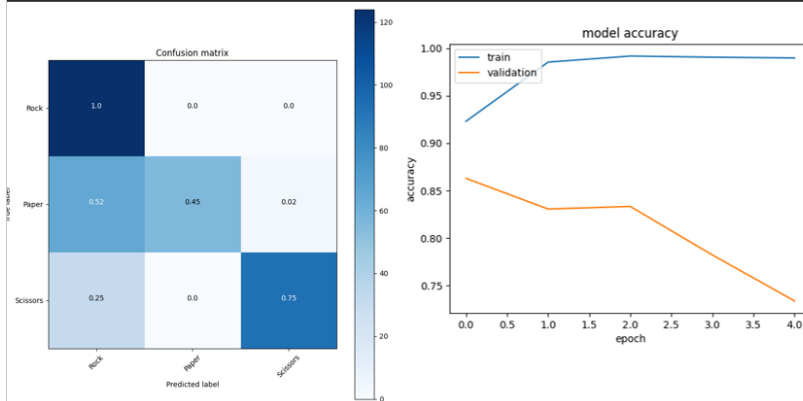 Confusion matrix
Rock
Paper
Scissors
1.0 0.0 0.0
0.52 0.45 0.02
0.25 0.0 0.75
Rock Paper Scissors
Predicted label
120
100
80
60
40
20
0
model accuracy
train
validation
accuracy
1.00
0.95
0.90
0.85
0.80
0.75
0.0 0.5 1.0 1.5 2.0 2.5 3.0 3.5 4.0
epoch